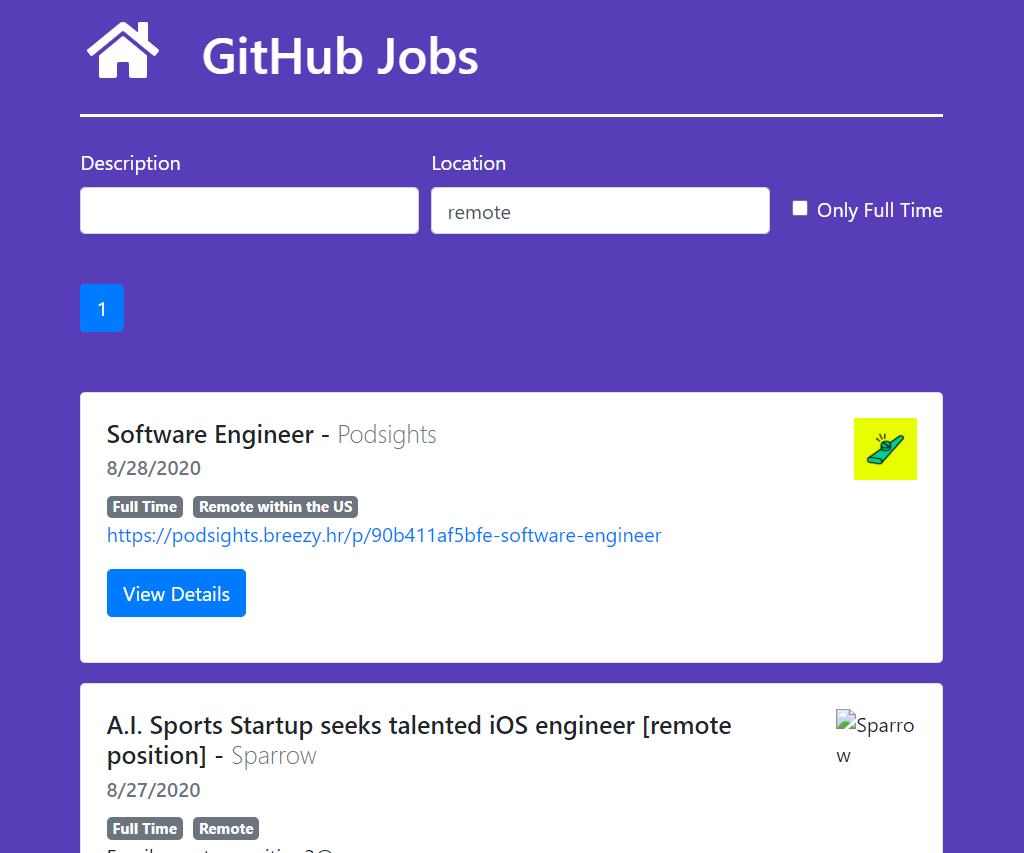 GitHub Jobs
Description
Location
remote
Only Full Time
1
Software Engineer - Podsights
8/28/2020
Full Time Remote within the US
https://podsights.breezy.hr/p/90b411af5bfe-software-engineer
View Details
A.I. Sports Startup seeks talented iOS engineer [remote
position] - Sparrow
Sparro
w
8/27/2020
Full Time Remote